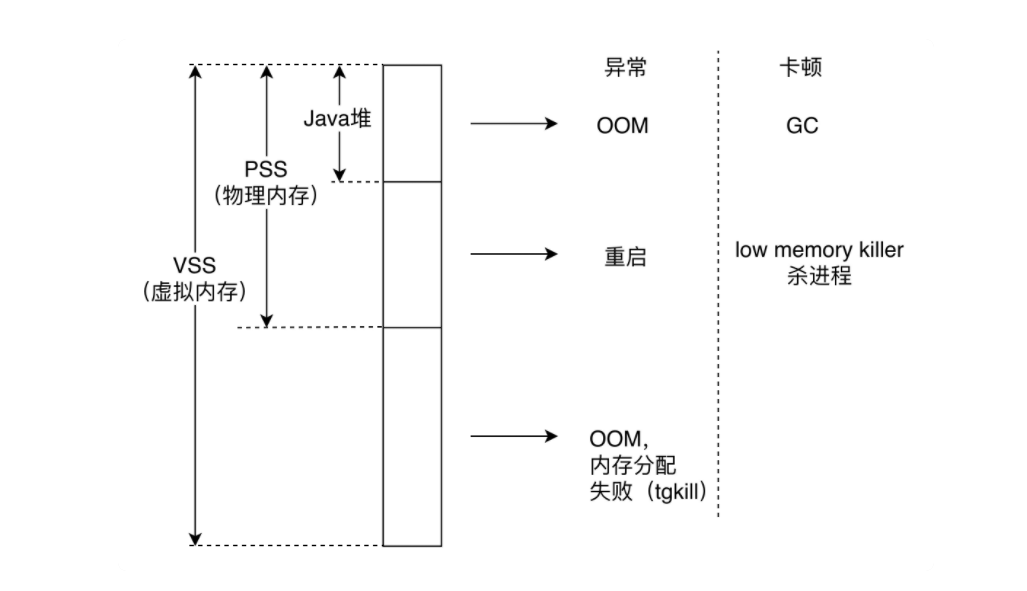 异常
卡顿
Java堆
OOM
GC
PSS
（物理内存）
重启
low memory killer
杀进程
VSS
（虚拟内存）
OOM，
内存分配
失败（tgkill）